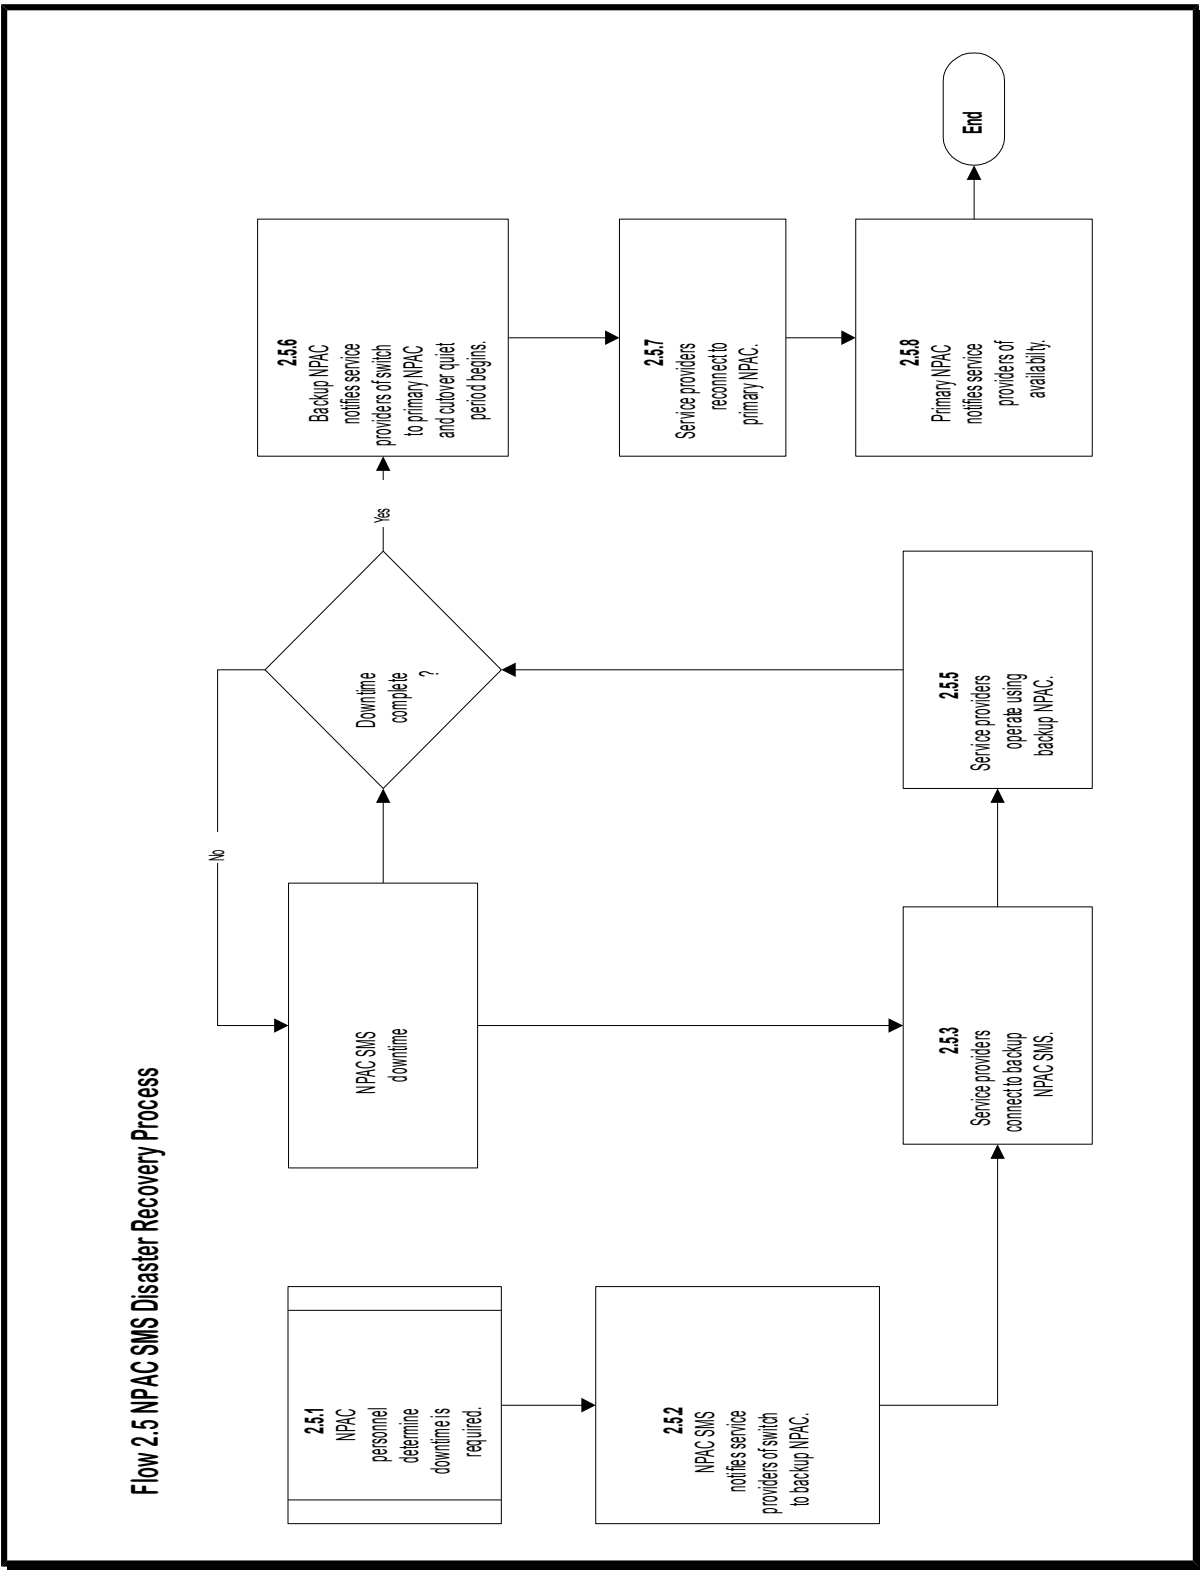 Flow 2.5 NPAC SMS Disaster Recovery Process
2.5.1
NPAC
personnel
determine
downtime is
required.
2.5.2
NPAC SMS
notifies service
providers of switch
to backup NPAC.
NPAC SMS
downtime
No
2.5.3
Service providers
connect to backup
NPAC SMS.
Downtime
complete
?
Yes
2.5.5
Service providers
operate using
backup NPAC.
2.5.6
Backup NPAC
notifies service
providers of switch
to primary NPAC
and cutover quiet
period begins.
2.5.7
Service providers
reconnect to
primary NPAC.
2.5.8
Primary NPAC
notifies service
providers of
availability.
End